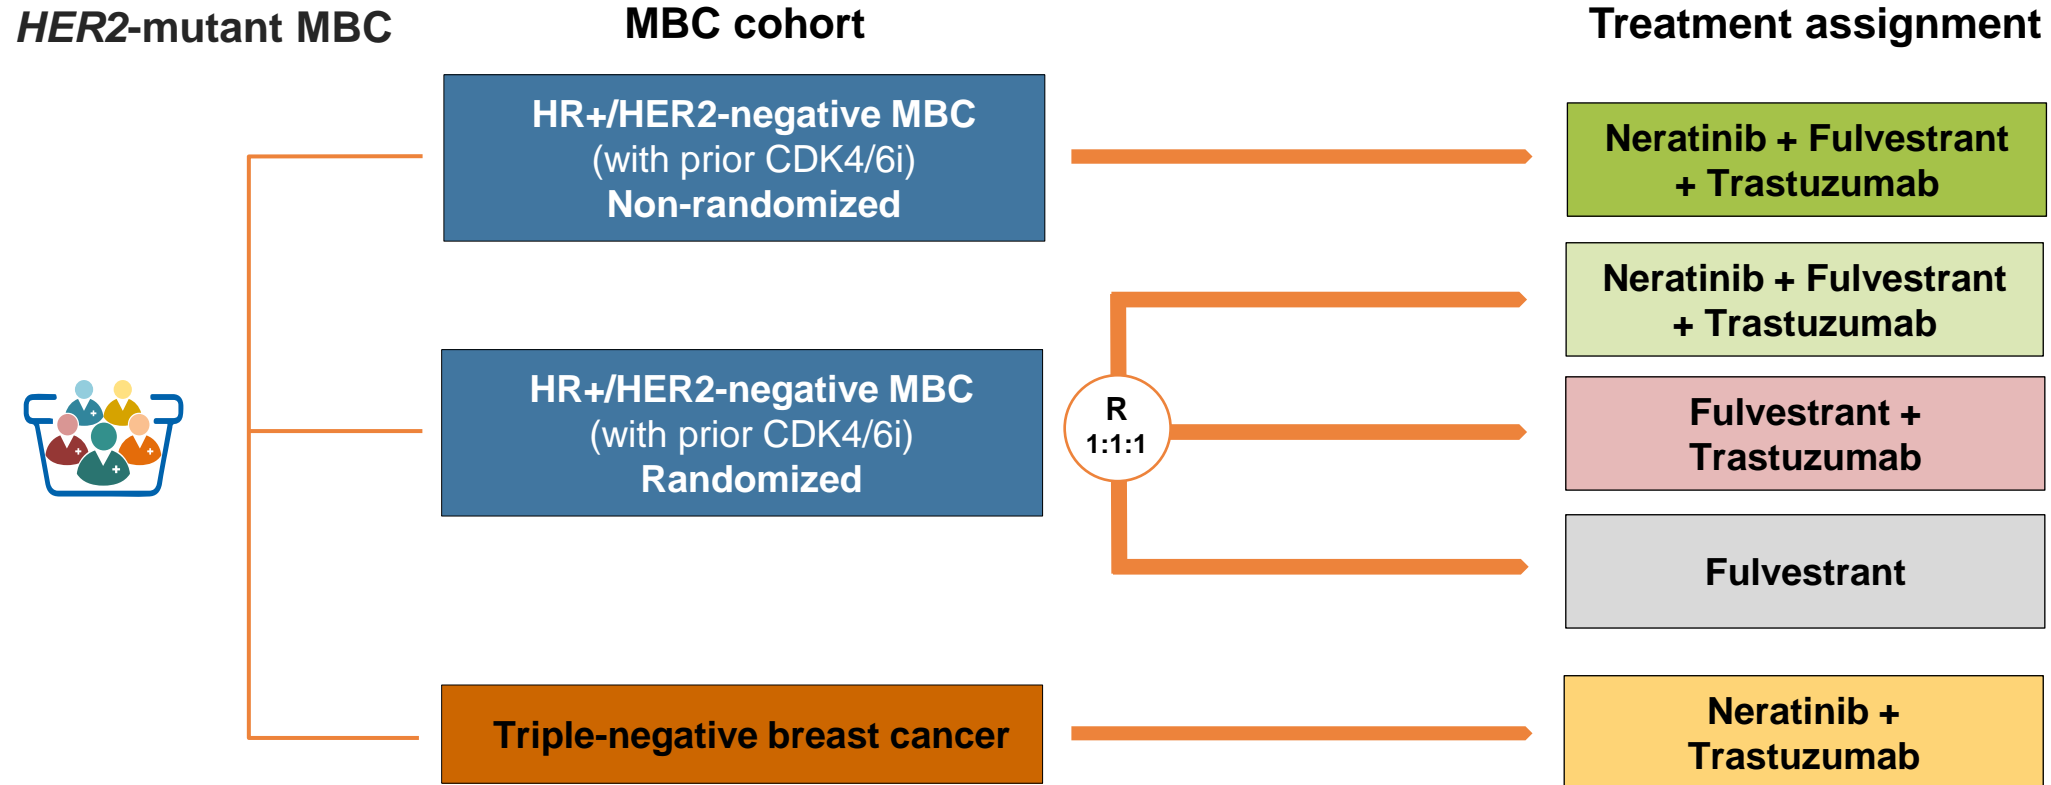 HER2-mutant MBC
MBC cohort
Treatment assignment
HR+/HER2-negative MBC
(with prior CDK4/6i)
Non-randomized
Neratinib + Fulvestrant
+ Trastuzumab
HR+/HER2-negative MBC
(with prior CDK4/6i)
Randomized
R
1:1:1
Neratinib + Fulvestrant
+ Trastuzumab
Fulvestrant +
Trastuzumab
Fulvestrant
Triple-negative breast cancer
Neratinib +
Trastuzumab